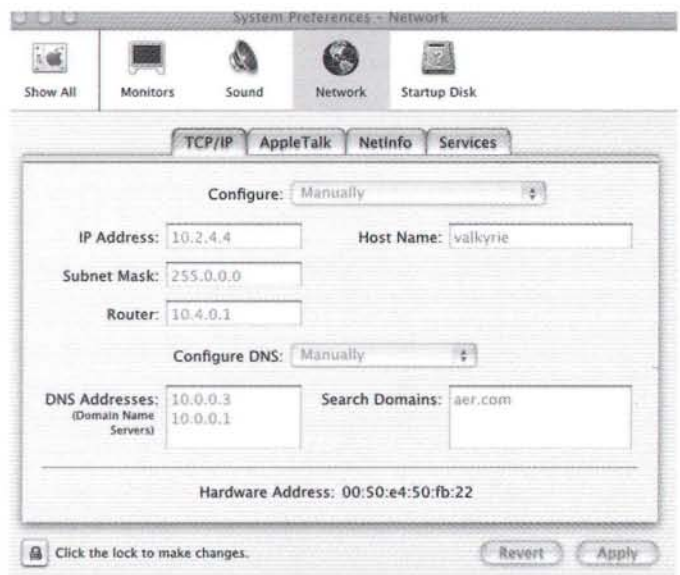 System Preferences - Network
Show All
Monitors
Sound
Network
Startup Disk
TCP/IP
AppleTalk
NetInfo
Services
Configure: Manually
IP Address: 10.2.4.4
Host Name: valkyrie
Subnet Mask: 255.0.0.0
Router: 10.4.0.1
Configure DNS: Manually
DNS Addresses: 10.0.0.3
(Domain Name 10.0.0.1
Servers)
Search Domains: aer.com
Hardware Address: 00:50:e4:50:fb:22
Click the lock to make changes.
Revert
Apply